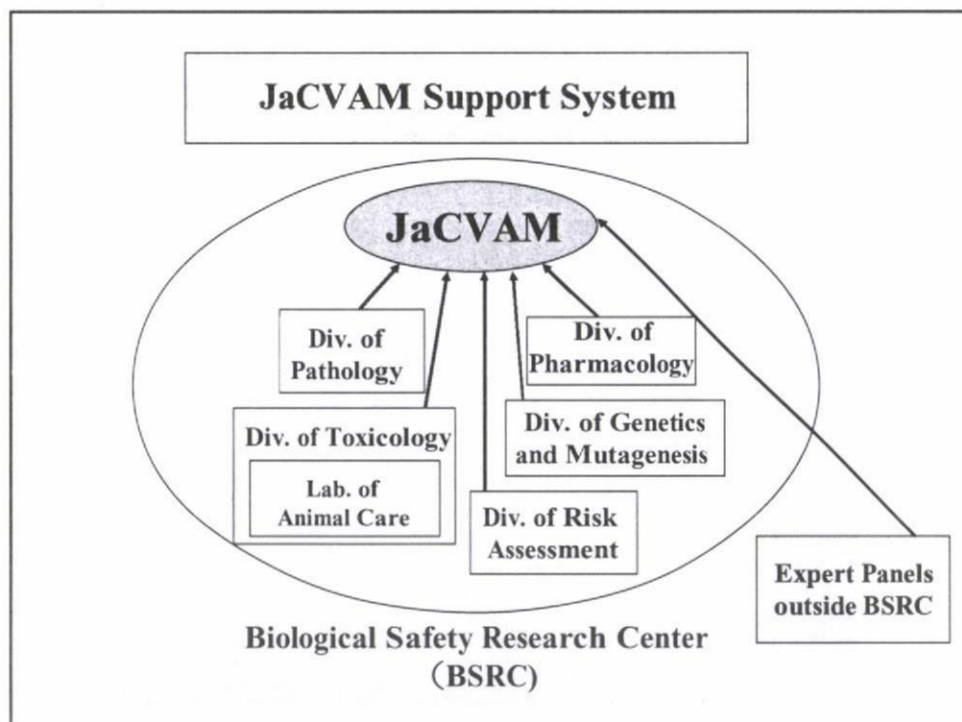 JaCVAM Support System
JaCVAM
Div. of
Pathology
Div. of
Pharmacology
Div. of Toxicology
Lab. of
Animal Care
Div. of Genetics
and Mutagenesis
Div. of Risk
Assessment
Expert Panels
outside BSRC
Biological Safety Research Center
（BSRC)